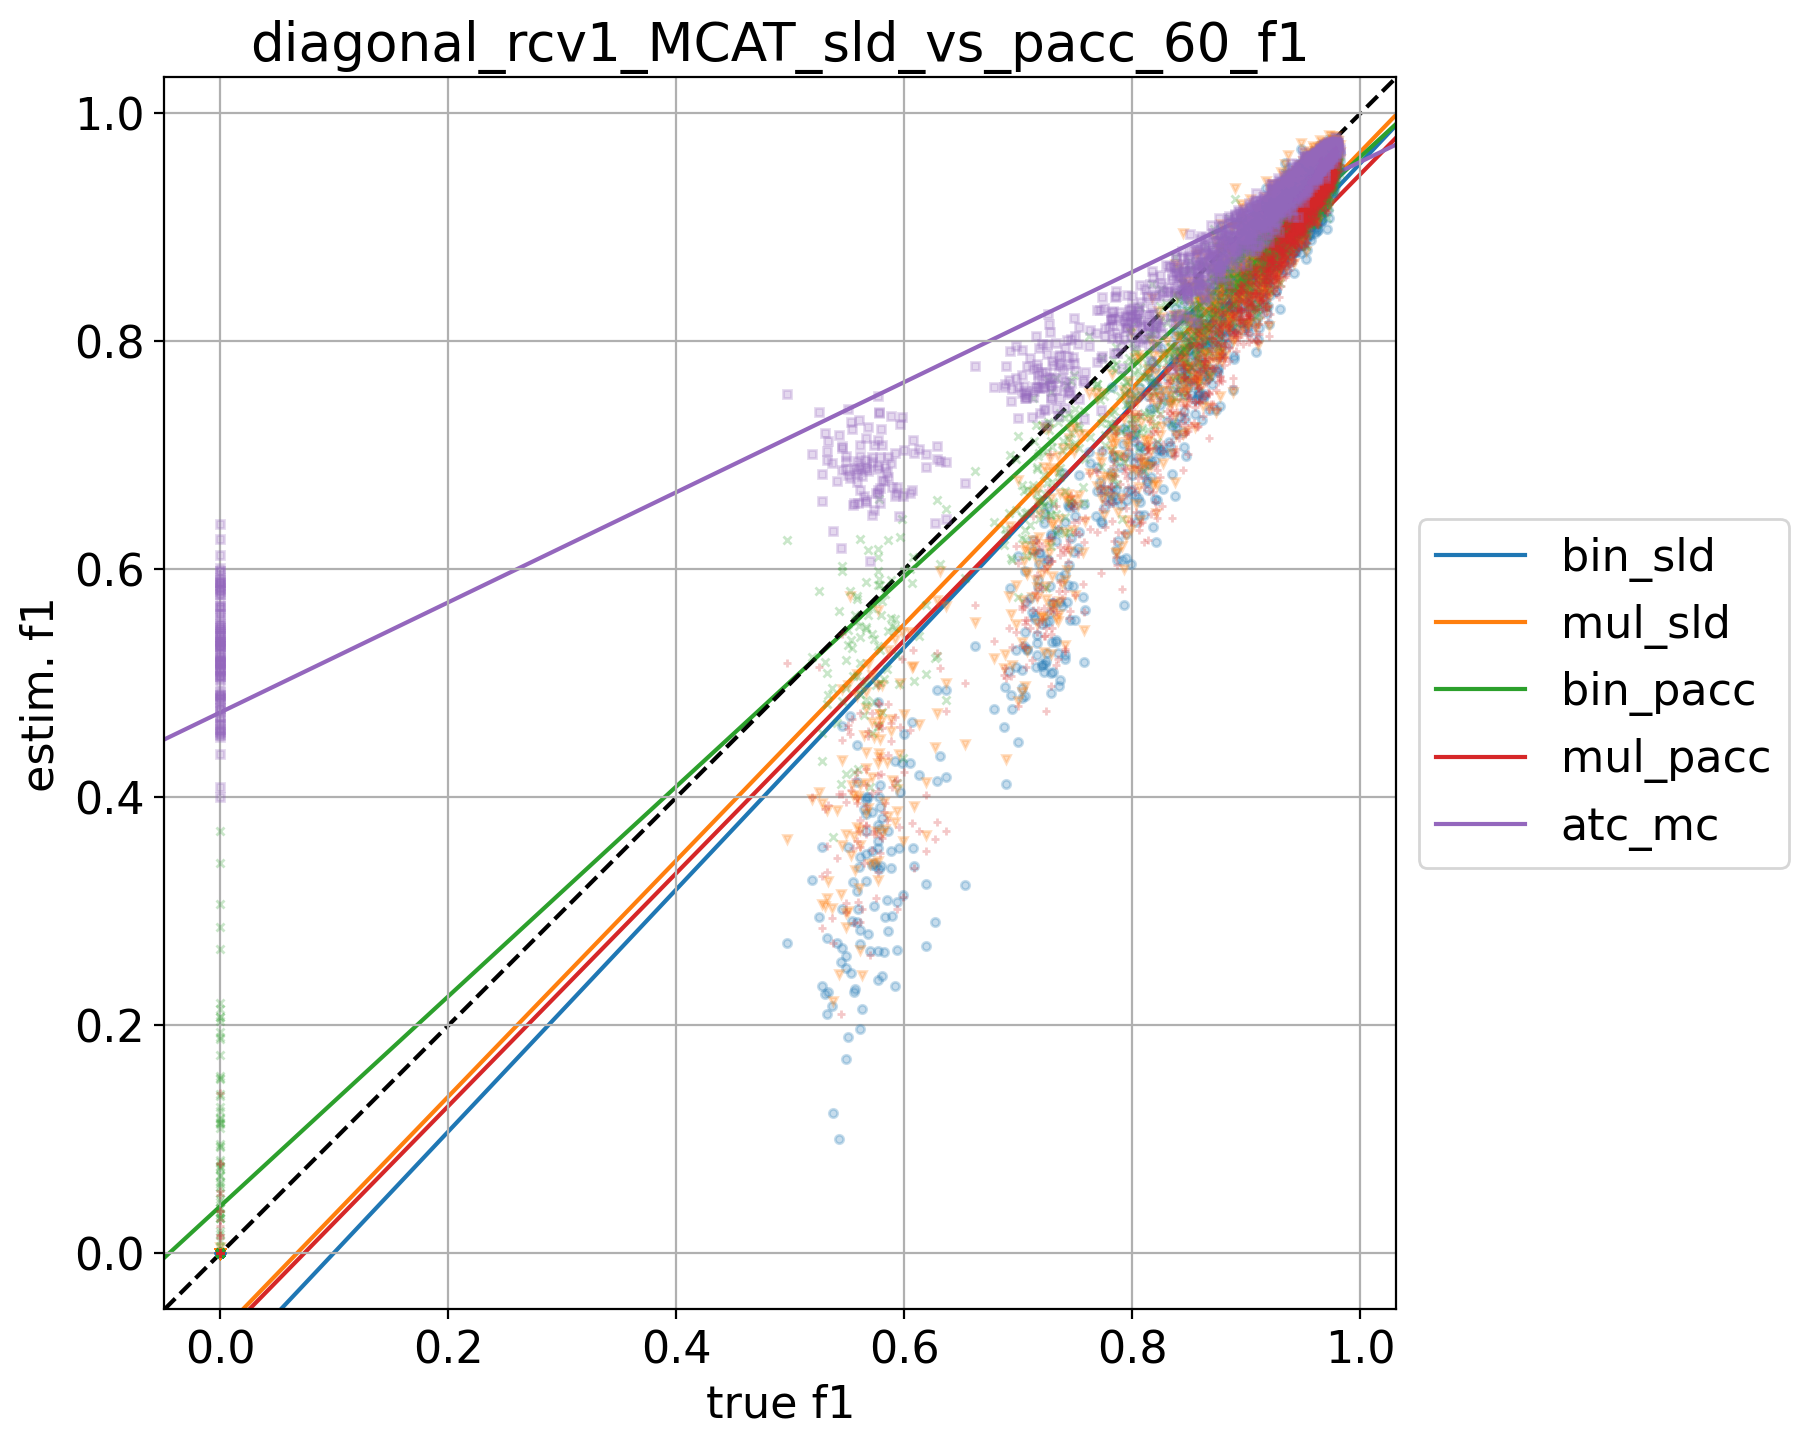 diagonal_rcv1_MCAT_sld_vs_pacc_60_f1
1.0
0.8
0.6
0.4
0.2
0.0
estim. f1
0.0 0.2 0.4 0.6 0.8 1.0
true f1
bin_sld
mul_sld
bin_pacc
mul_pacc
atc_mc